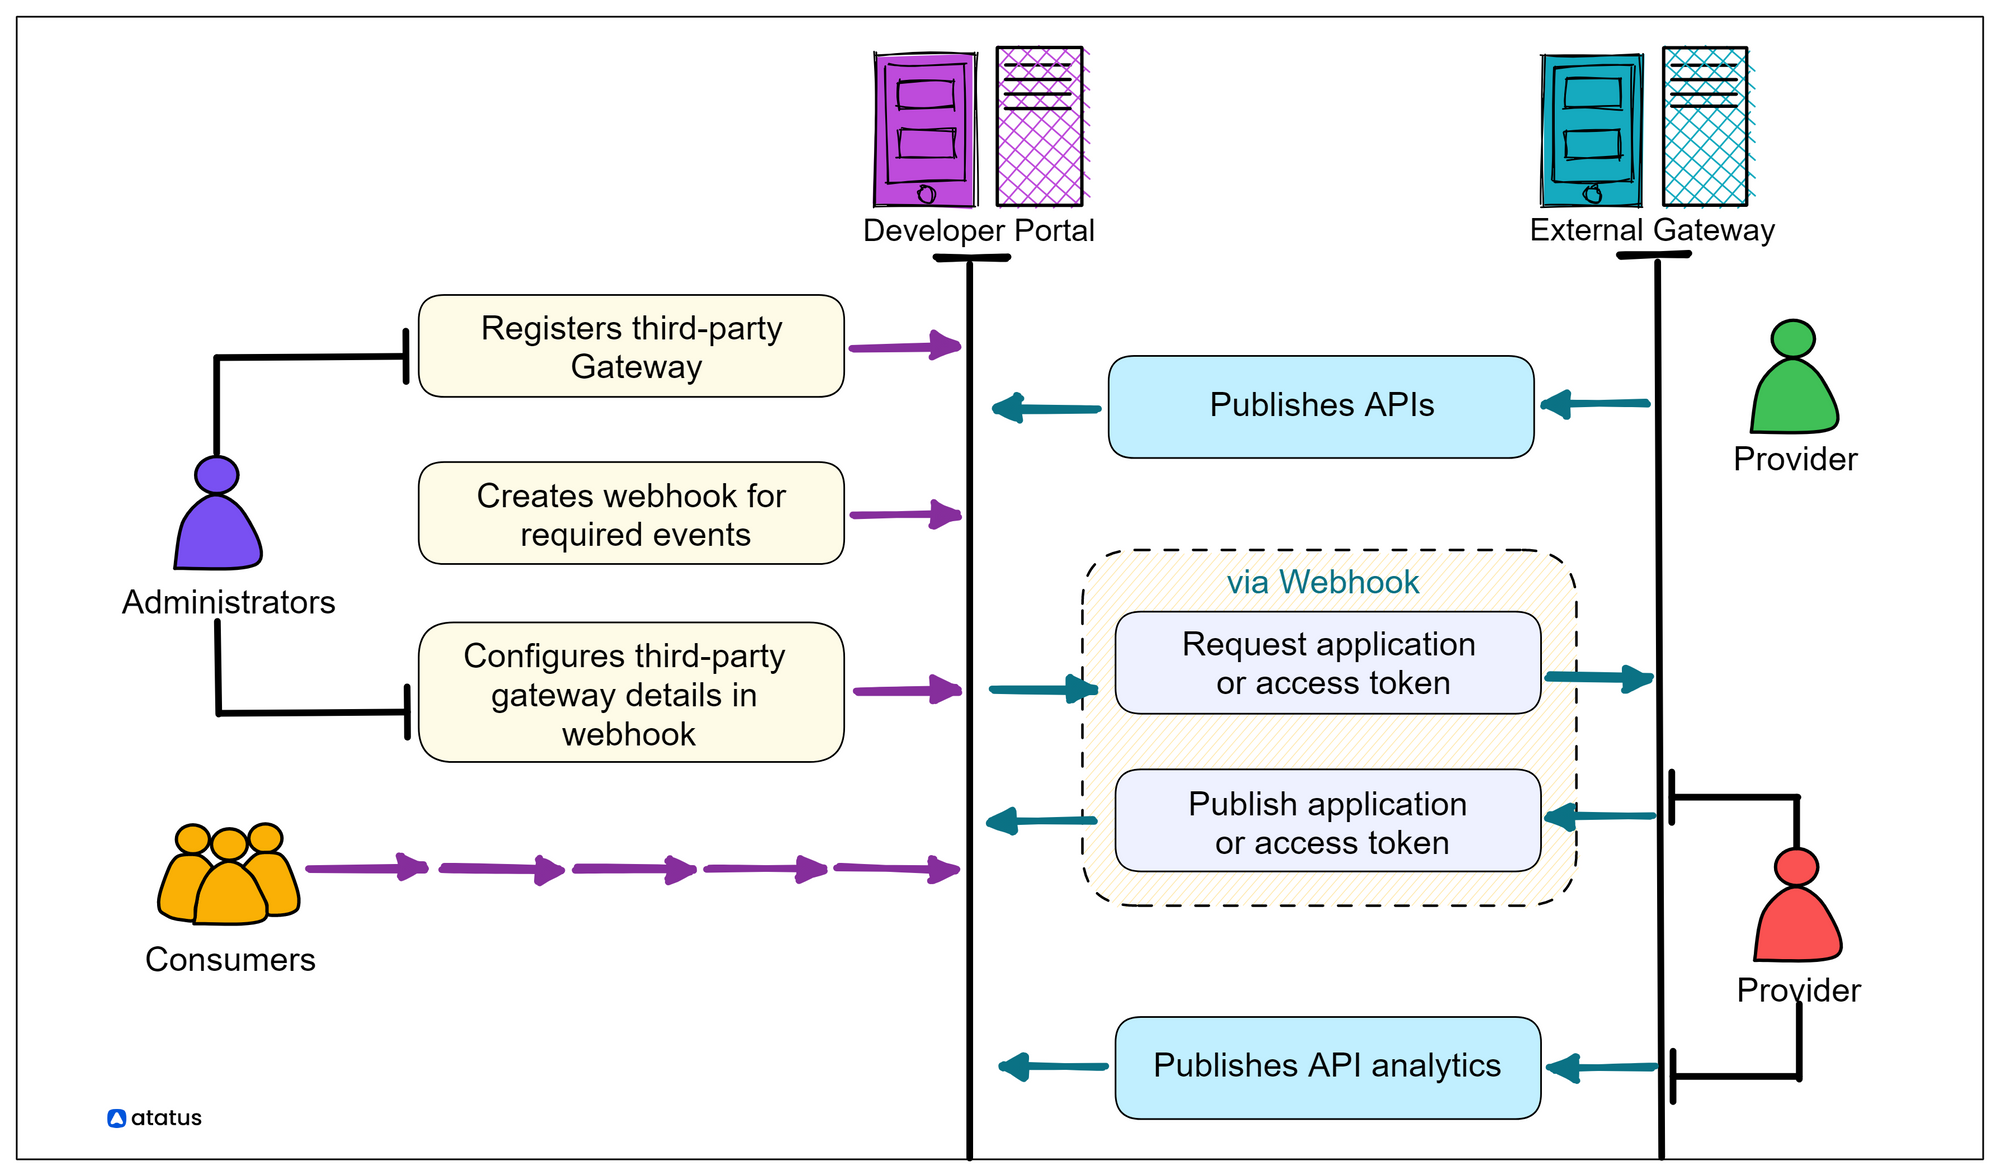 Developer Portal
External Gateway
Registers third-party
Gateway
Publishes APIs
Provider
Creates webhook for
required events
Administrators
via Webhook
Request application
or access token
Configures third-party
gateway details in
webhook
Publish application
or access token
Consumers
Provider
Publishes API analytics
atatus